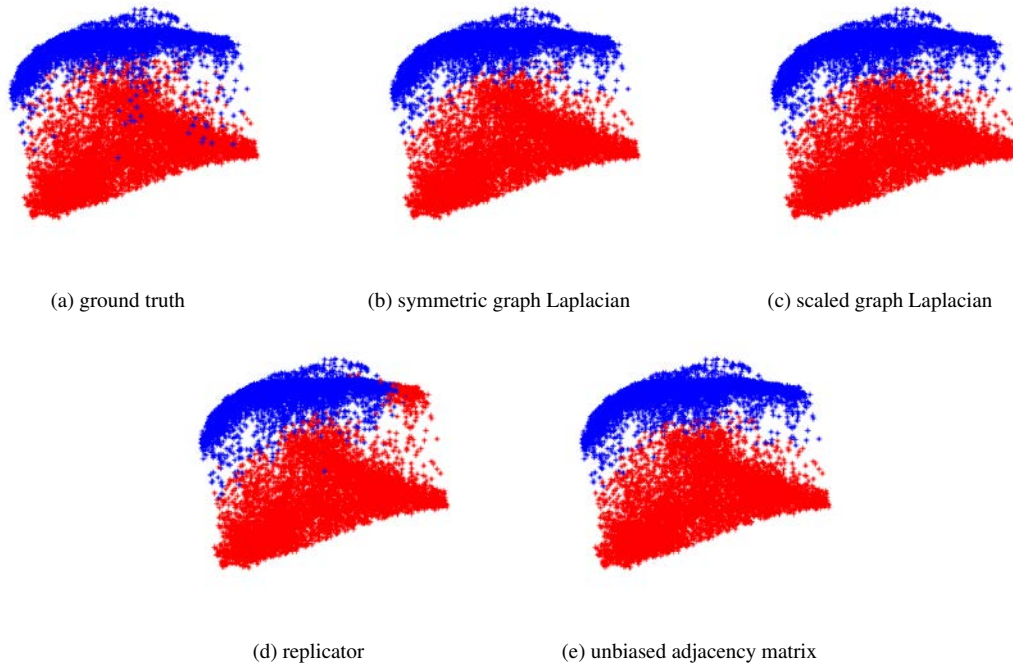 (a) ground truth
(b) symmetric graph Laplacian
(c) scaled graph Laplacian
(d) replicator
(e) unbiased adjacency matrix